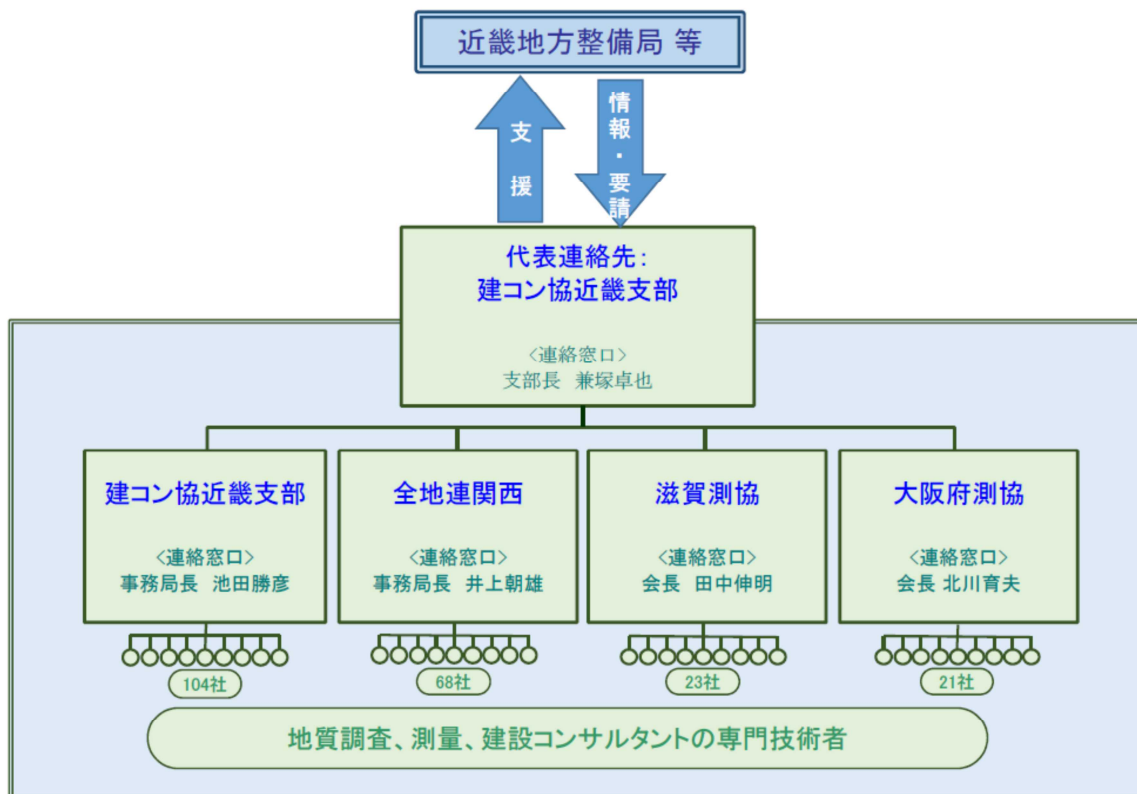 近畿地方整備局 等
支援
情報・要請
代表連絡先:
建コン協近畿支部
<連絡窓口>
支部長 兼塚卓也
建コン協近畿支部
<連絡窓口>
事務局長 池田勝彦
104社
全地連関西
<連絡窓口>
事務局長 井上朝雄
68社
滋賀測協
<連絡窓口>
会長 田中伸明
23社
大阪府測協
<連絡窓口>
会長 北川育夫
21社
地質調査、測量、建設コンサルタントの専門技術者